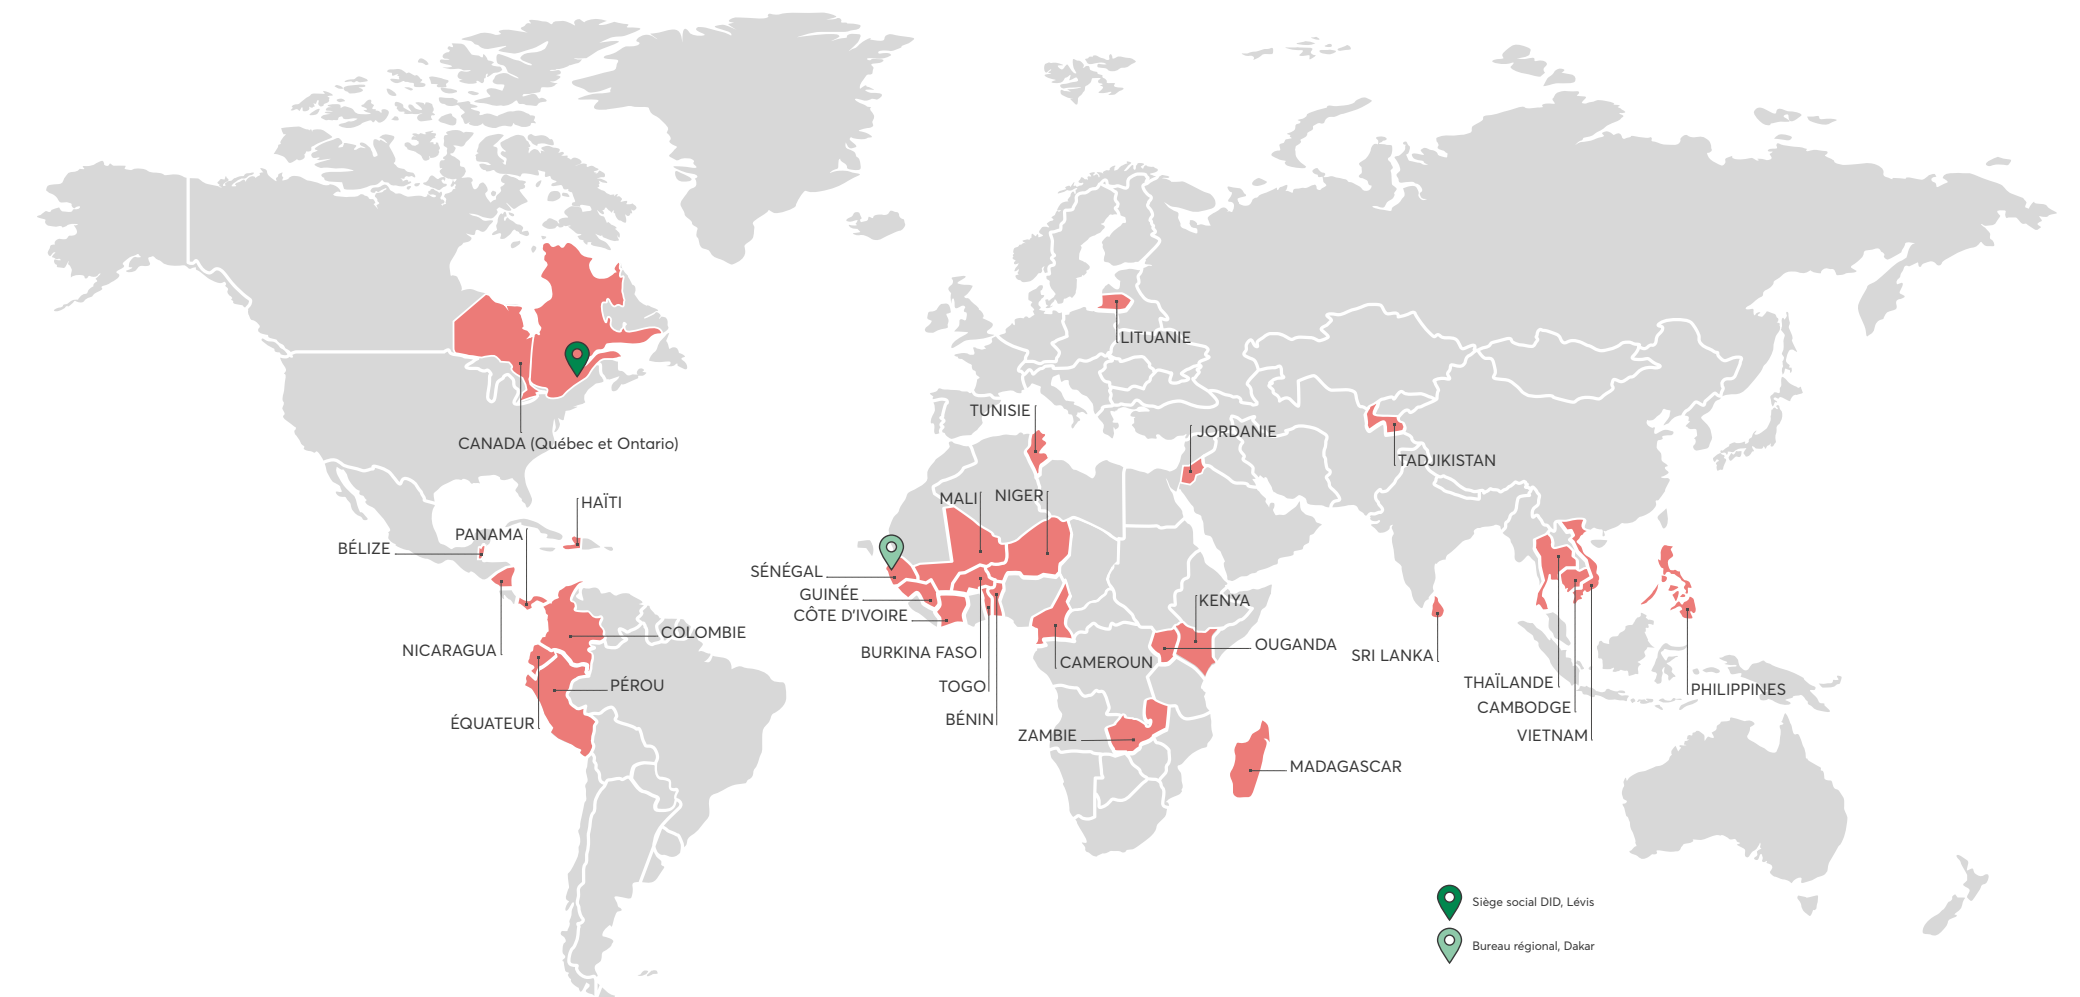 LITUANIE
TUNISIE
JORDANIE
CANADA (Québec et Ontario)
TADJIKISTAN
MALI
NIGER
HAÏTI
PANAMA
BÉLIZE
SÉNÉGAL
GUINÉE
KENYA
CÔTE D'IVOIRE
COLOMBIE
OUGANDA
NICARAGUA
BURKINA FASO
SRI LANKA
CAMEROUN
THAÏLANDE
PÉROU
TOGO
PHILIPPINES
CAMBODGE
BÉNIN
ÉQUATEUR
ZAMBIE
VIETNAM
MADAGASCAR
Siège social DID, Lévis
Bureau régional, Dakar